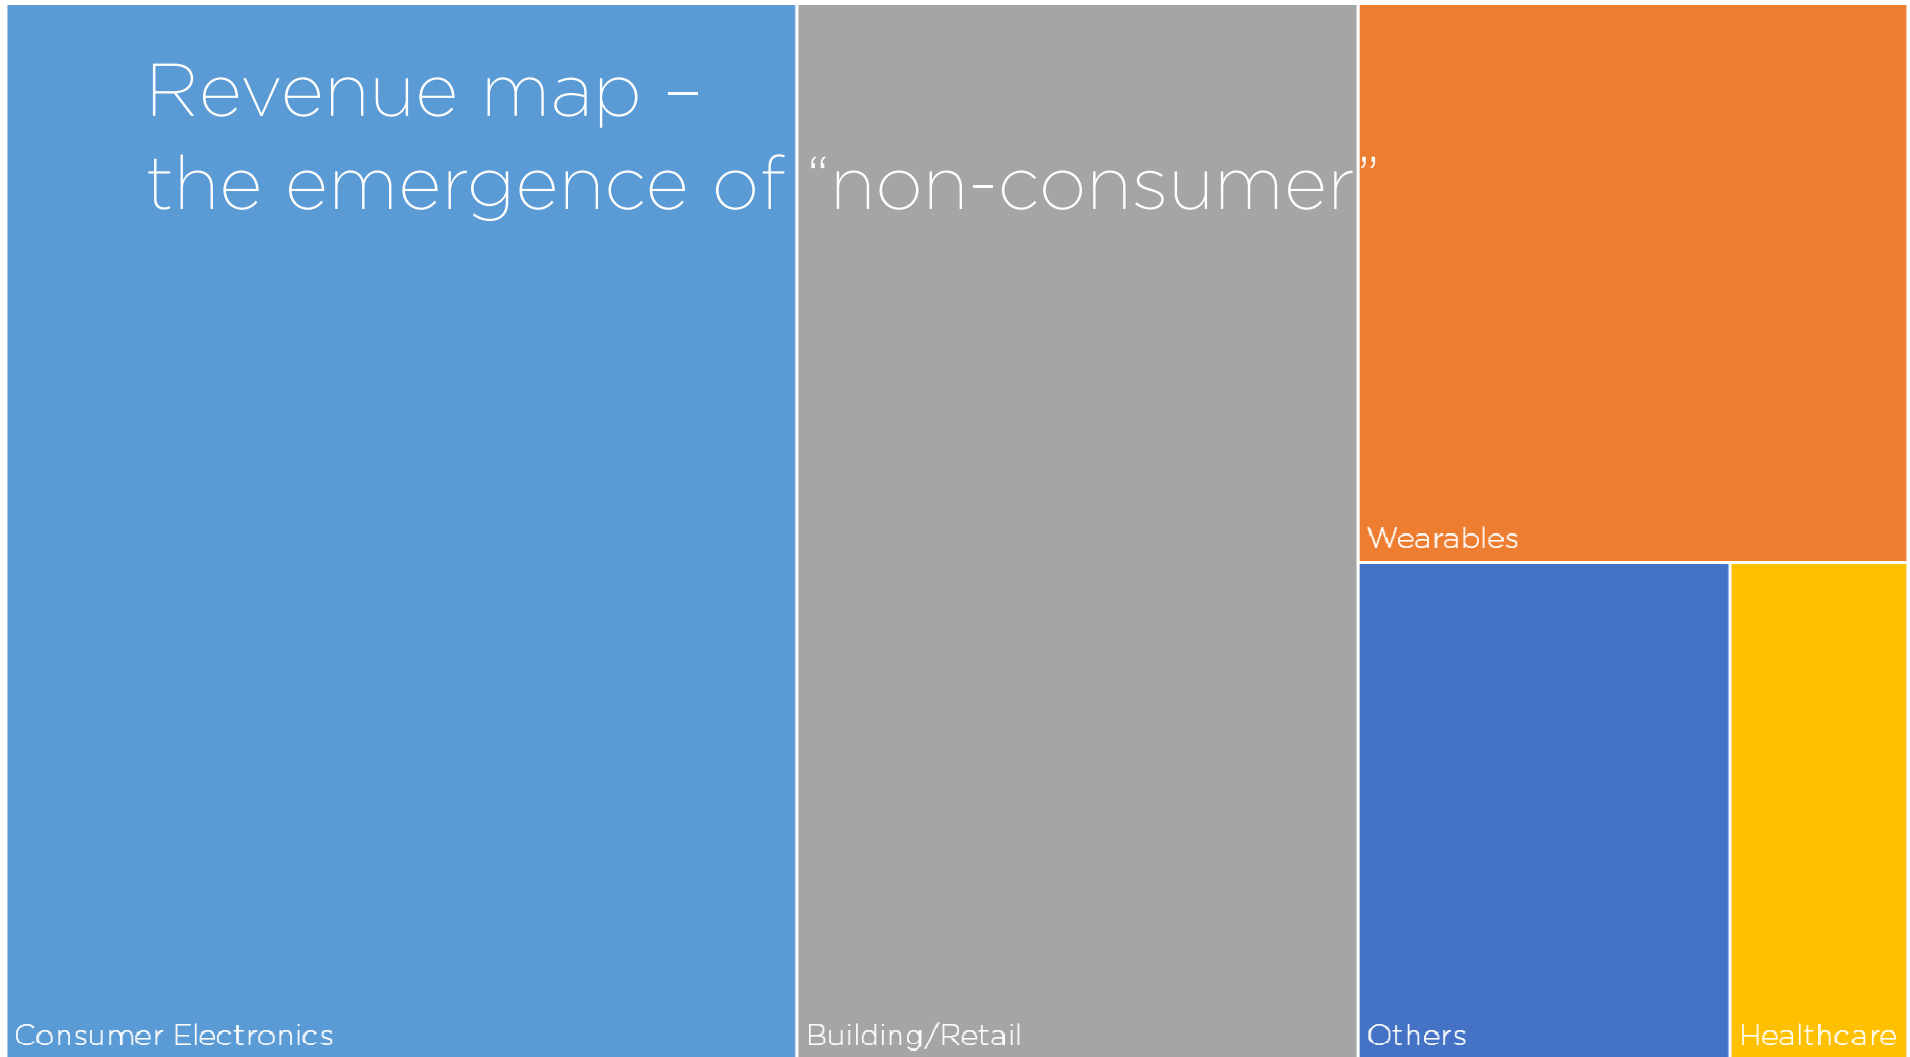 Revenue map –
the emergence of “non-consumer”
Wearables
Consumer Electronics
Building/Retail
Others
Healthcare